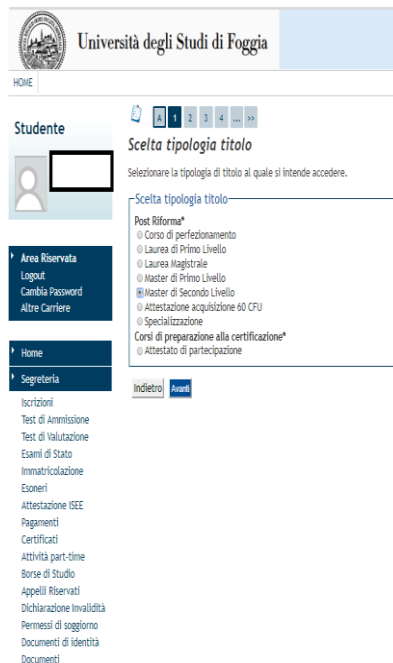 Università degli Studi di Foggia
HOME
Studente
Area Riservata
Logout
Cambia Password
Altre Carriere
Home
Segreteria
Iscrizioni
Test di Ammissione
Test di Valutazione
Esami di Stato
Immatricolazione
Esoneri
Attestazione ISEE
Pagamenti
Certificati
Attività part-time
Borse di Studio
Appelli Riservati
Dichiarazione Invalidità
Permessi di soggiorno
Documenti di identità
Documenti
A 1 2 3 4 ... >>
Scelta tipologia titolo
Selezionare la tipologia di titolo al quale si intende accedere.
Scelta tipologia titolo
Post Riforma*
Corso di perfezionamento
Laurea di Primo Livello
Laurea Magistrale
Master di Primo Livello
Master di Secondo Livello
Attestazione acquisizione 60 CFU
Specializzazione
Corsi di preparazione alla certificazione*
Attestato di partecipazione
Indietro Avanti